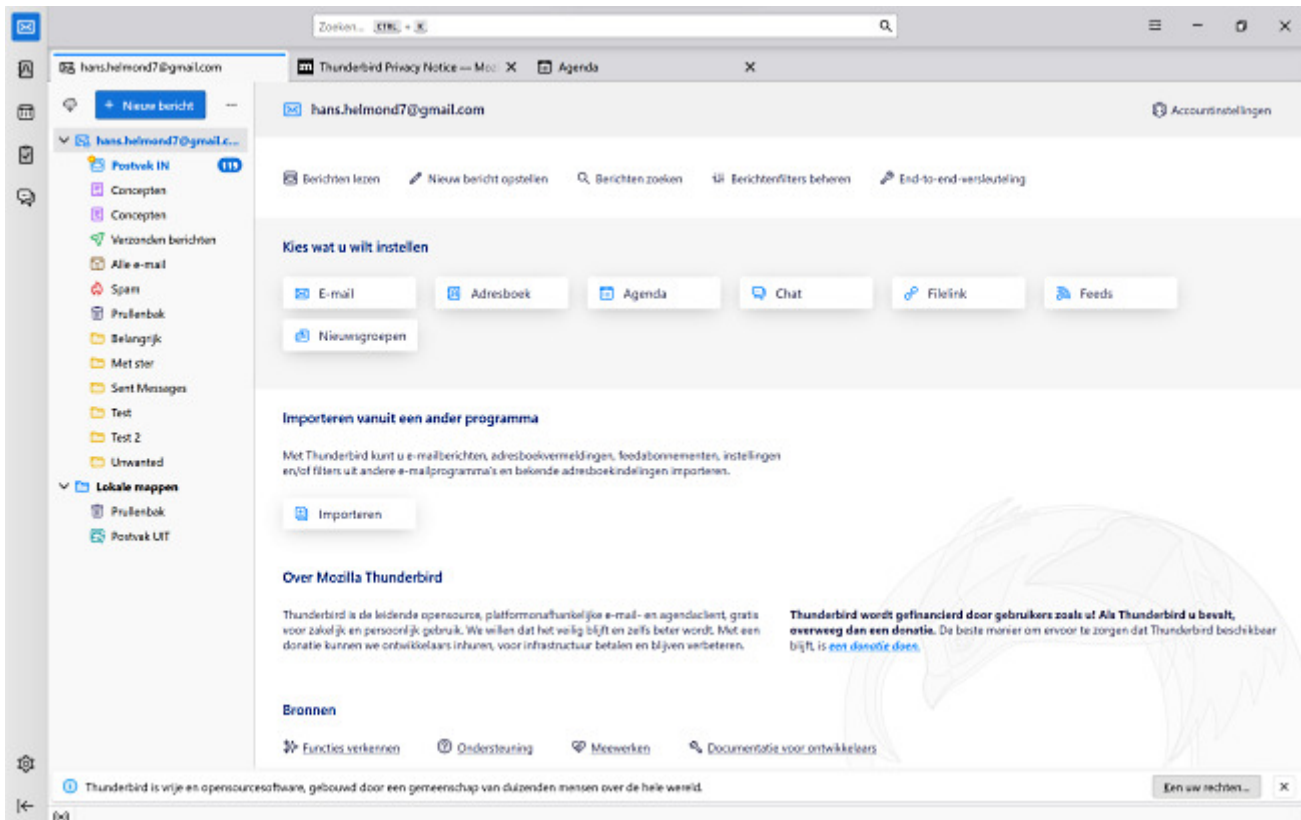 Zoeken... CTRL + K
hans.helmond7@gmail.com
Thunderbird Privacy Notice — Moz
Agenda
+ Nieuw bericht
hans.helmond7@gmail.c...
Postvak IN 119
Concepten
Concepten
Verzonden berichten
Alle e-mail
Spam
Prullenbak
Belangrijk
Met ster
Sent Messages
Test
Test 2
Unwanted
Lokale mappen
Prullenbak
Postvak UIT
hans.helmond7@gmail.com
Accountinstellingen
Berichten lezen
Nieuw bericht opstellen
Berichten zoeken
Berichtenfilters beheren
End-to-end-versleuteling
Kies wat u wilt instellen
E-mail
Adresboek
Agenda
Chat
Filelink
Feeds
Nieuwsgroepen
Importeren vanuit een ander programma
Met Thunderbird kunt u e-mailberichten, adresboekvermeldingen, feedabonnementen, instellingen
en/of filters uit andere e-mailprogramma's en bekende adresboekindelingen importeren.
Importeren
Over Mozilla Thunderbird
Thunderbird is de leidende opensource, platformonafhankelijke e-mail- en agendaclient, gratis
voor zakelijk en persoonlijk gebruik. We willen dat het veilig blijft en zelfs beter wordt. Met een
donatie kunnen we ontwikkelaars inhuren, voor infrastructuur betalen en blijven verbeteren.
Thunderbird wordt gefinancierd door gebruikers zoals u! Als Thunderbird u bevalt,
overweeg dan een donatie. De beste manier om ervoor te zorgen dat Thunderbird beschikbaar
blijft, is een donatie doen.
Bronnen
Functies verkennen
Ondersteuning
Meewerken
Documentatie voor ontwikkelaars
Thunderbird is vrije en opensourcesoftware, gebouwd door een gemeenschap van duizenden mensen over de hele wereld.
Ken uw rechten...